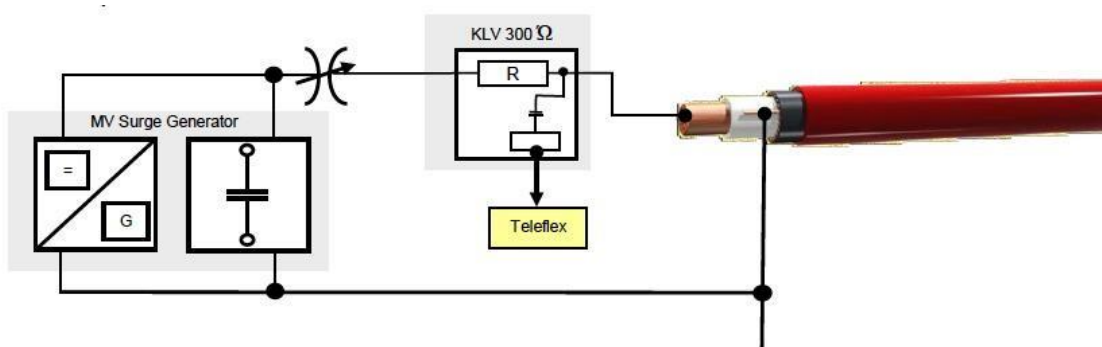 KLV 300 Ω
R
MV Surge Generator
=
G
Teleflex